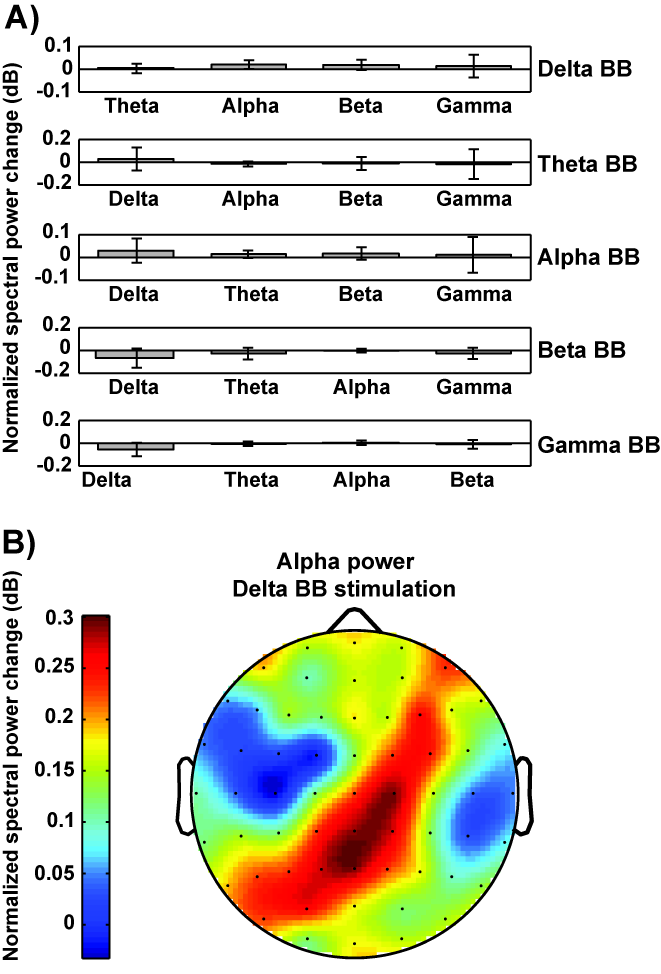 A)
Normalized spectral power change (dB)
0.1
0
-0.1
Delta BB
Theta Alpha Beta Gamma
0.2
0
-0.2
Theta BB
Delta Alpha Beta Gamma
0.1
0
-0.1
Alpha BB
Delta Theta Beta Gamma
0.2
0
-0.2
Beta BB
Delta Theta Alpha Gamma
0.2
0
-0.2
Gamma BB
Delta Theta Alpha Beta
B)
Alpha power
Delta BB stimulation
Normalized spectral power change (dB)
0.3
0.25
0.2
0.15
0.1
0.05
0